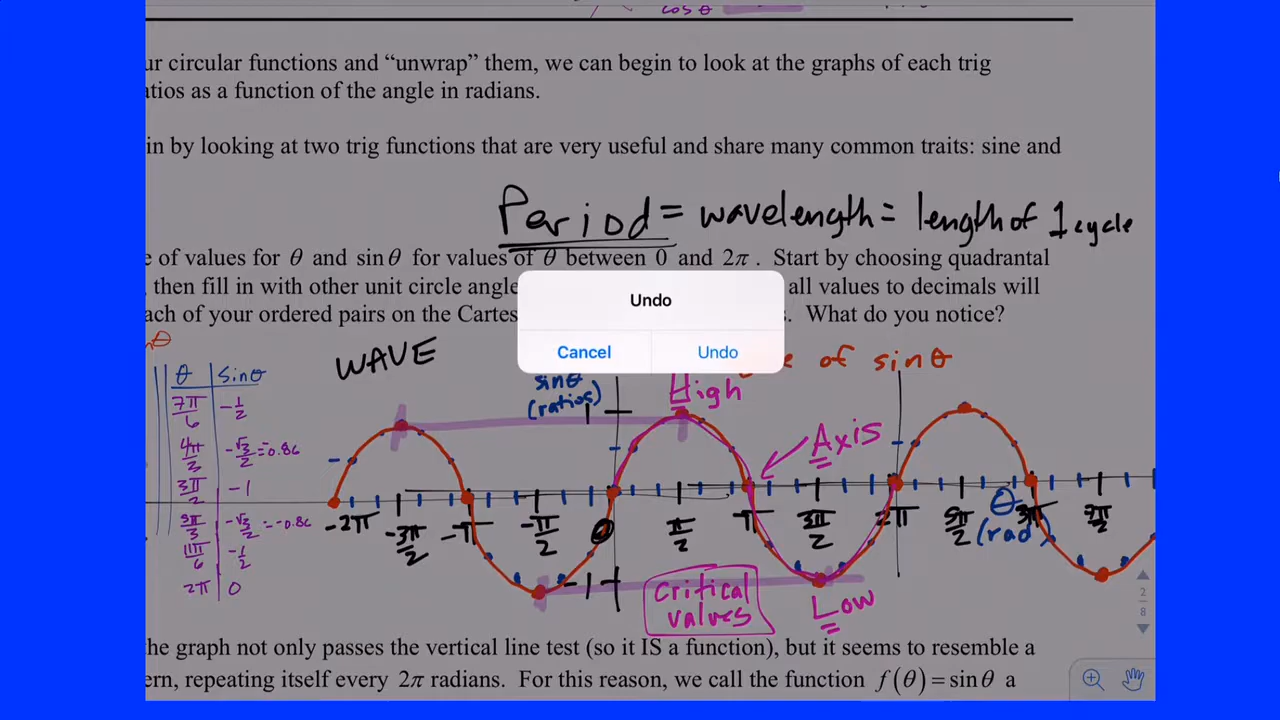 cos θ
ur circular functions and “unwrap” them, we can begin to look at the graphs of each trig
atios as a function of the angle in radians.
in by looking at two trig functions that are very useful and share many common traits: sine and
Period = wavelength = length of 1 cycle
e of values for θ and sin θ for values of θ between 0 and 2π. Start by choosing quadrantal
, then fill in with other unit circle angle all values to decimals will
ach of your ordered pairs on the Cartes s. What do you notice?
Undo
Cancel Undo
θ
WAVE
e of sin θ
θ sinθ
7π/6 -1/2
4π/3 -√3/2 = 0.86
3π/2 -1
5π/3 -√3/2 = -0.86
11π/6 -1/2
2π 0
sinθ
(ratios)
1
High
Axis
-2π -3π/2 -π -π/2 0 π/2 π 3π/2 2π 5π/2 3π 7π/2
θ
(rad)
-1
critical
values
Low
2
8
the graph not only passes the vertical line test (so it IS a function), but it seems to resemble a
ern, repeating itself every 2π radians. For this reason, we call the function f(θ) = sin θ a